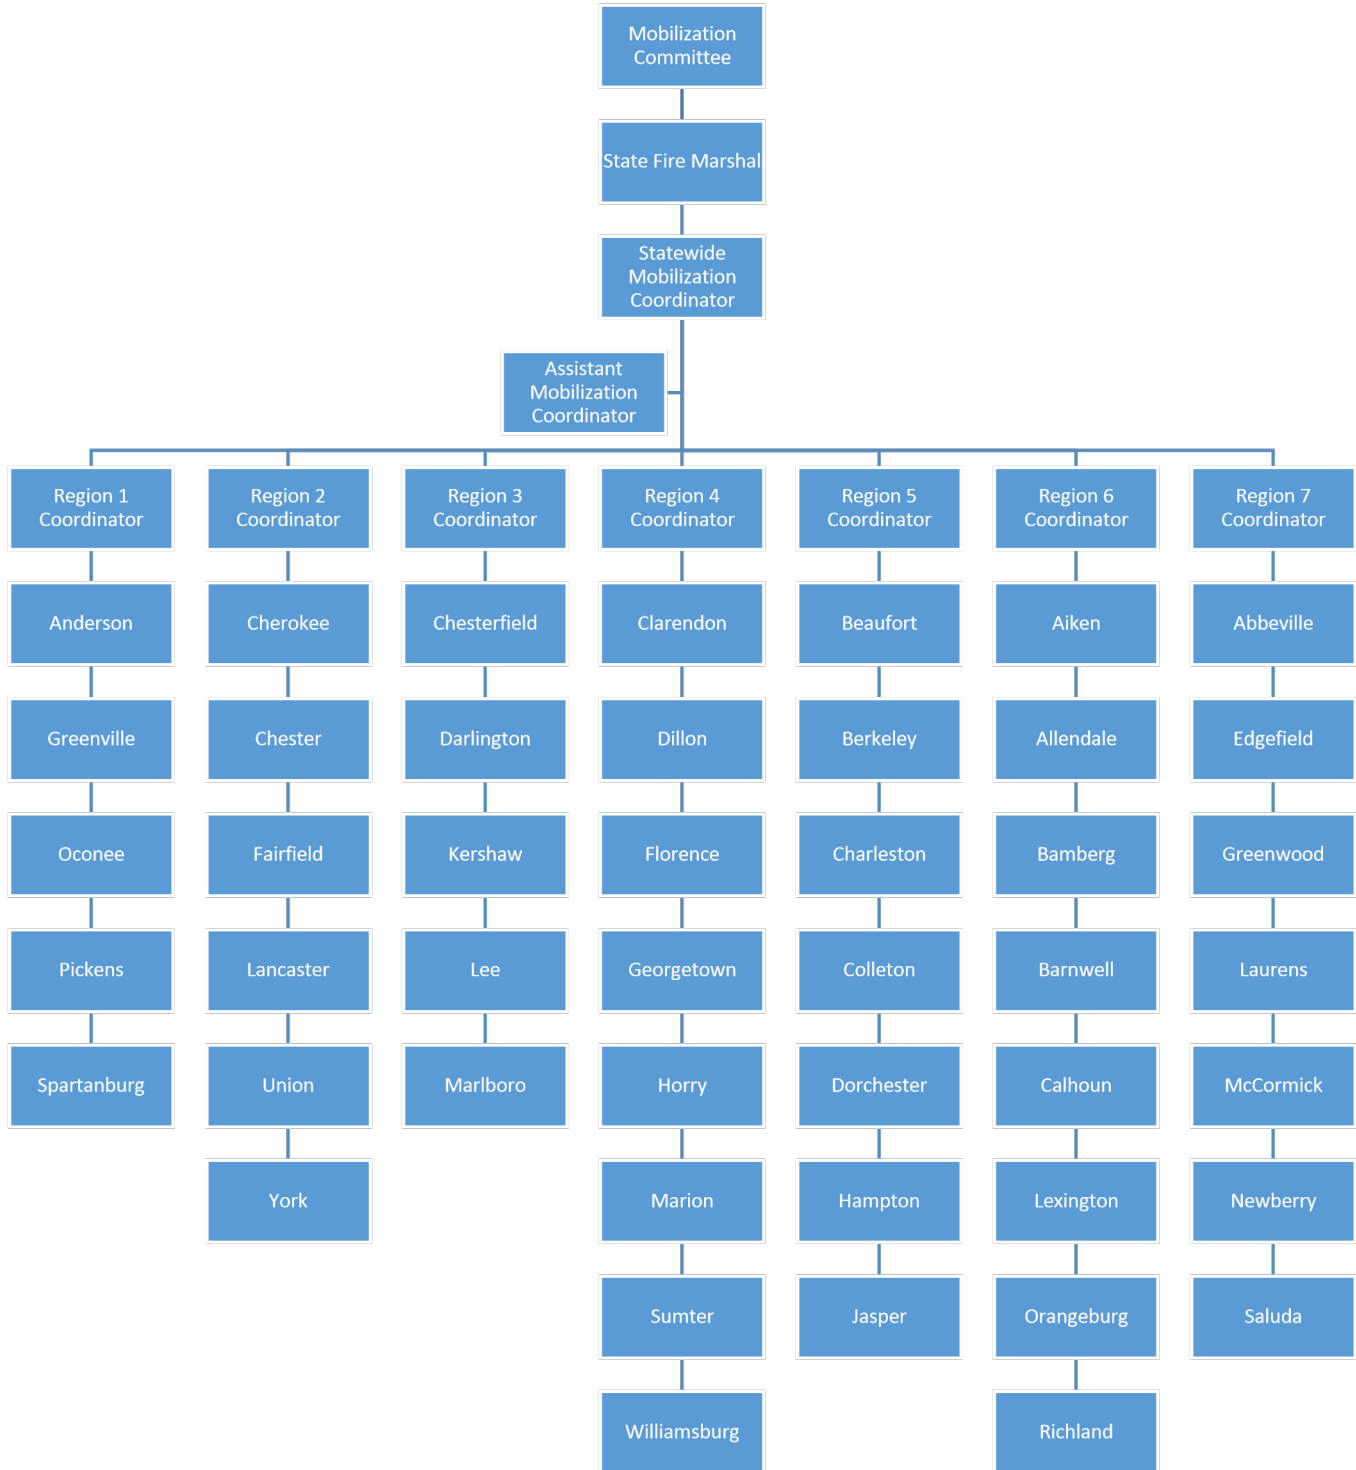 Mobilization
Committee
State Fire Marshal
Statewide
Mobilization
Coordinator
Assistant
Mobilization
Coordinator
Region 1
Coordinator
Anderson
Greenville
Oconee
Pickens
Spartanburg
Region 2
Coordinator
Cherokee
Chester
Fairfield
Lancaster
Union
York
Region 3
Coordinator
Chesterfield
Darlington
Kershaw
Lee
Marlboro
Region 4
Coordinator
Clarendon
Dillon
Florence
Georgetown
Horry
Marion
Sumter
Williamsburg
Region 5
Coordinator
Beaufort
Berkeley
Charleston
Colleton
Dorchester
Hampton
Jasper
Region 6
Coordinator
Aiken
Allendale
Bamberg
Barnwell
Calhoun
Lexington
Orangeburg
Richland
Region 7
Coordinator
Abbeville
Edgefield
Greenwood
Laurens
McCormick
Newberry
Saluda